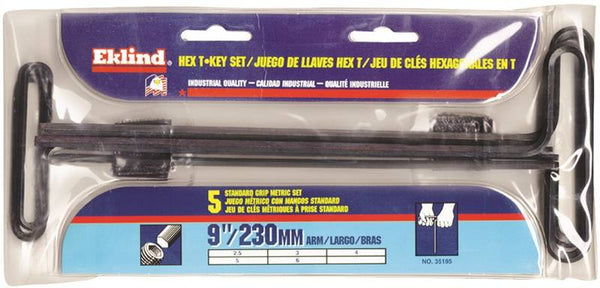 Eklind®
HEX T•KEY SET/JUEGO DE LLAVES HEX T/JEU DE CLÉS HEXAGONALES EN T
INDUSTRIAL QUALITY – CALIDAD INDUSTRIAL – QUALITÉ INDUSTRIELLE
5
STANDARD GRIP METRIC SET
JUEGO MÉTRICO CON MANGOS STANDARD
JEU DE CLÉS MÉTRIQUES À PRISE STANDARD
9"/230MM ARM/LARGO/BRAS
2.5 3 4
5 6
NO. 35195